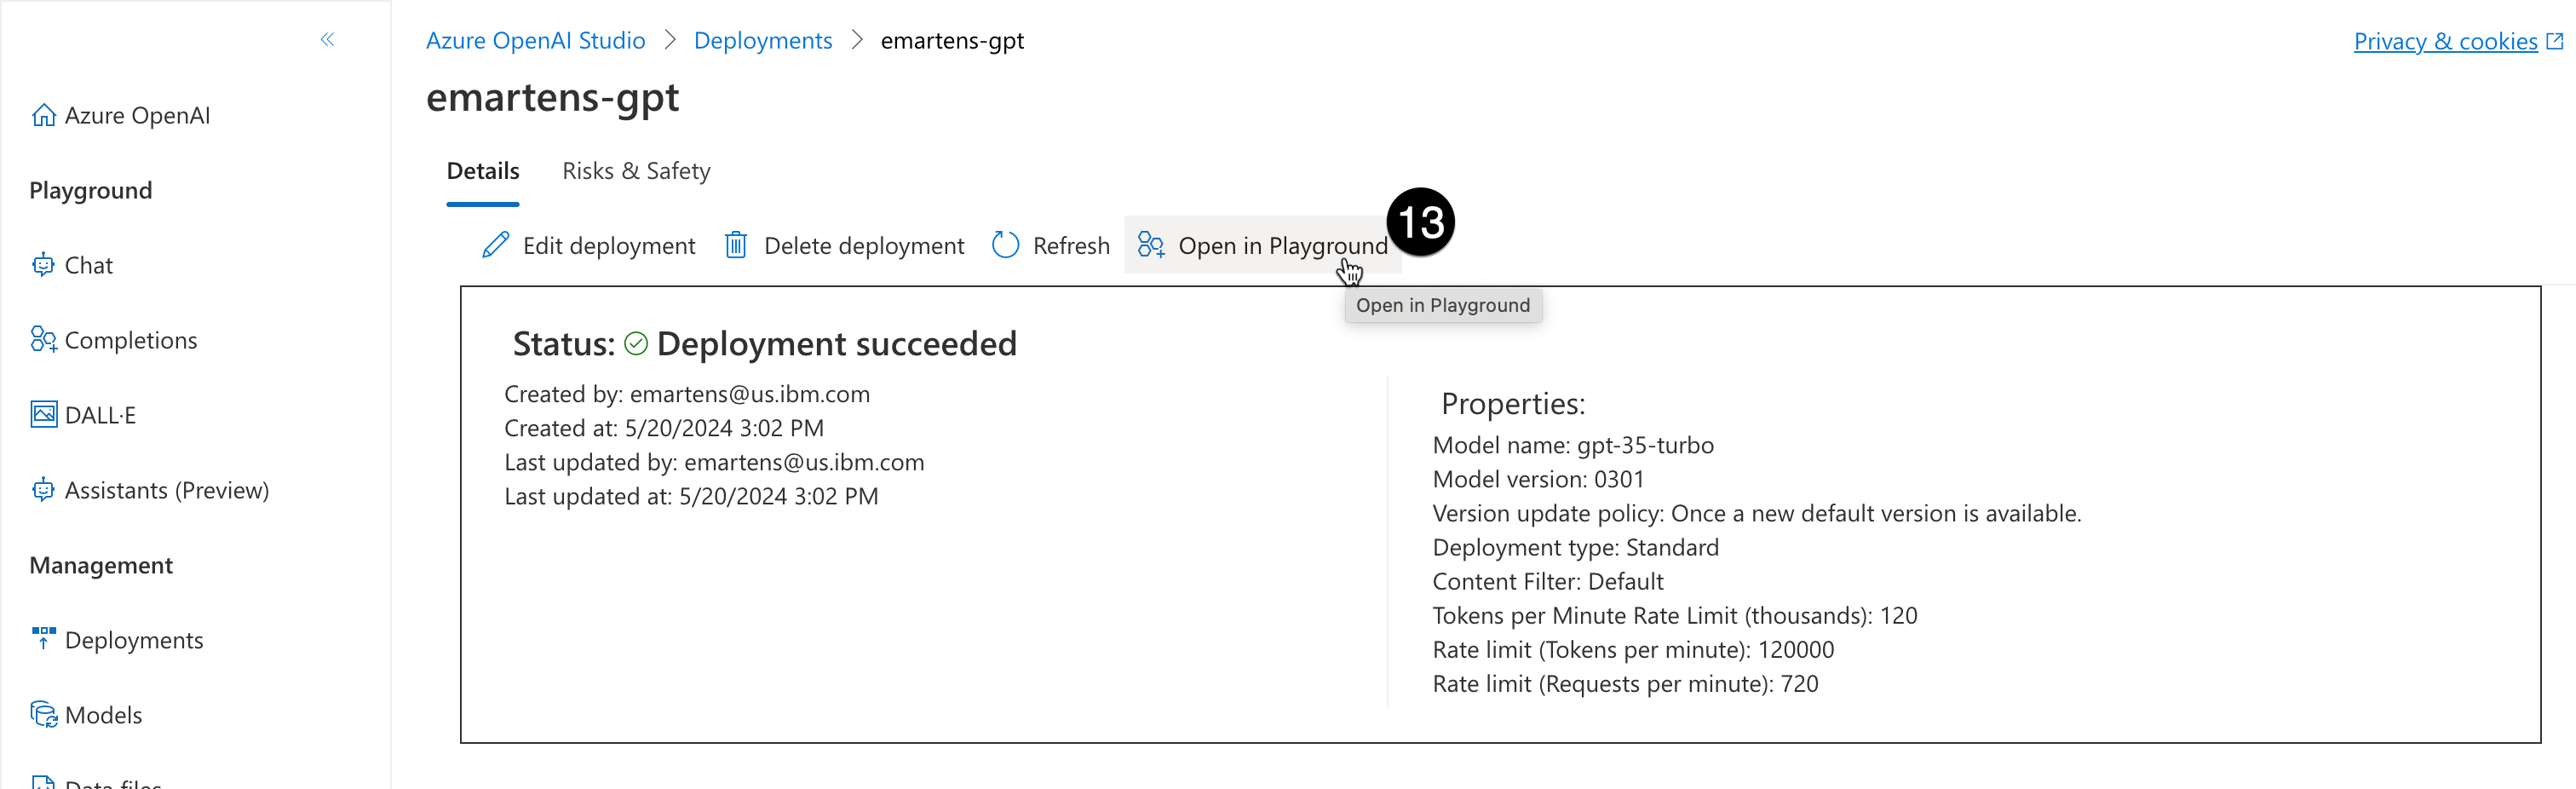 Azure OpenAI Studio > Deployments > emartens-gpt
Privacy & cookies
emartens-gpt
Azure OpenAI
Playground
Chat
Completions
DALL·E
Assistants (Preview)
Management
Deployments
Models
Data files
Details
Risks & Safety
Edit deployment
Delete deployment
Refresh
Open in Playground
13
Open in Playground
Status: Deployment succeeded
Created by: emartens@us.ibm.com
Created at: 5/20/2024 3:02 PM
Last updated by: emartens@us.ibm.com
Last updated at: 5/20/2024 3:02 PM
Properties:
Model name: gpt-35-turbo
Model version: 0301
Version update policy: Once a new default version is available.
Deployment type: Standard
Content Filter: Default
Tokens per Minute Rate Limit (thousands): 120
Rate limit (Tokens per minute): 120000
Rate limit (Requests per minute): 720